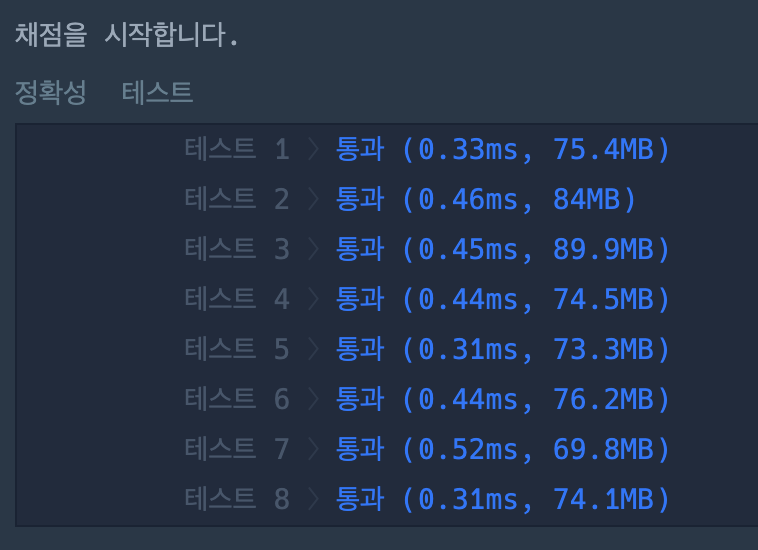 채점을 시작합니다.
정확성 테스트
테스트 1 〉 통과 (0.33ms, 75.4MB)
테스트 2 〉 통과 (0.46ms, 84MB)
테스트 3 〉 통과 (0.45ms, 89.9MB)
테스트 4 〉 통과 (0.44ms, 74.5MB)
테스트 5 〉 통과 (0.31ms, 73.3MB)
테스트 6 〉 통과 (0.44ms, 76.2MB)
테스트 7 〉 통과 (0.52ms, 69.8MB)
테스트 8 〉 통과 (0.31ms, 74.1MB)